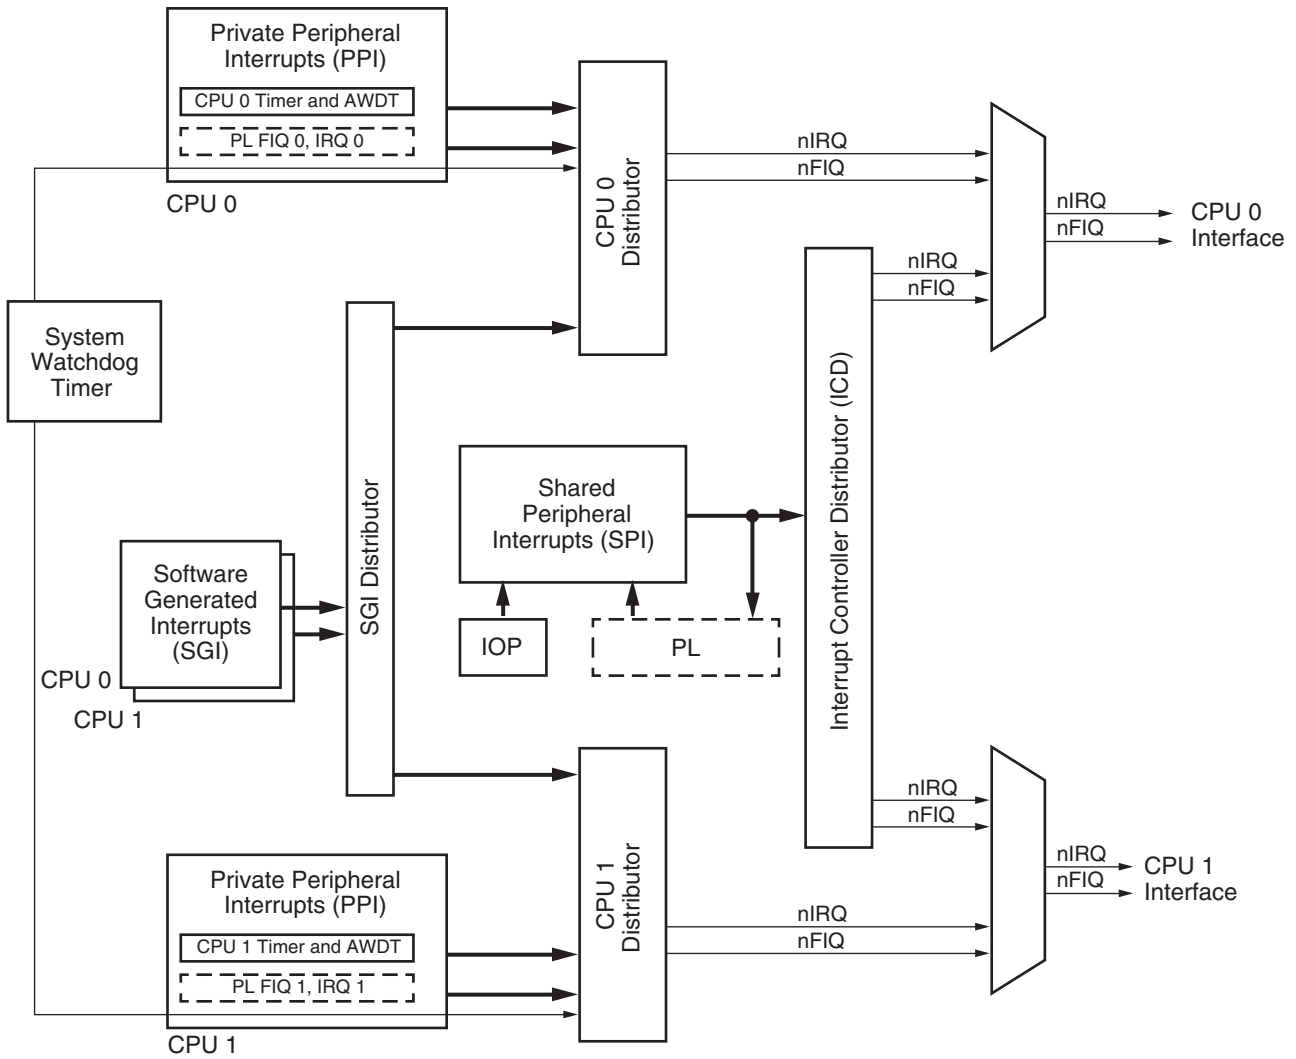 Private Peripheral
Interrupts (PPI)
CPU 0 Timer and AWDT
PL FIQ 0, IRQ 0
CPU 0
CPU 0
Distributor
nIRQ
nFIQ
nIRQ
nFIQ
CPU 0
Interface
nIRQ
nFIQ
System
Watchdog
Timer
SGI Distributor
Shared
Peripheral
Interrupts (SPI)
IOP
PL
Interrupt Controller Distributor (ICD)
Software
Generated
Interrupts
(SGI)
CPU 0
CPU 1
nIRQ
nFIQ
nIRQ
nFIQ
CPU 1
Interface
Private Peripheral
Interrupts (PPI)
CPU 1 Timer and AWDT
PL FIQ 1, IRQ 1
CPU 1
CPU 1
Distributor
nIRQ
nFIQ